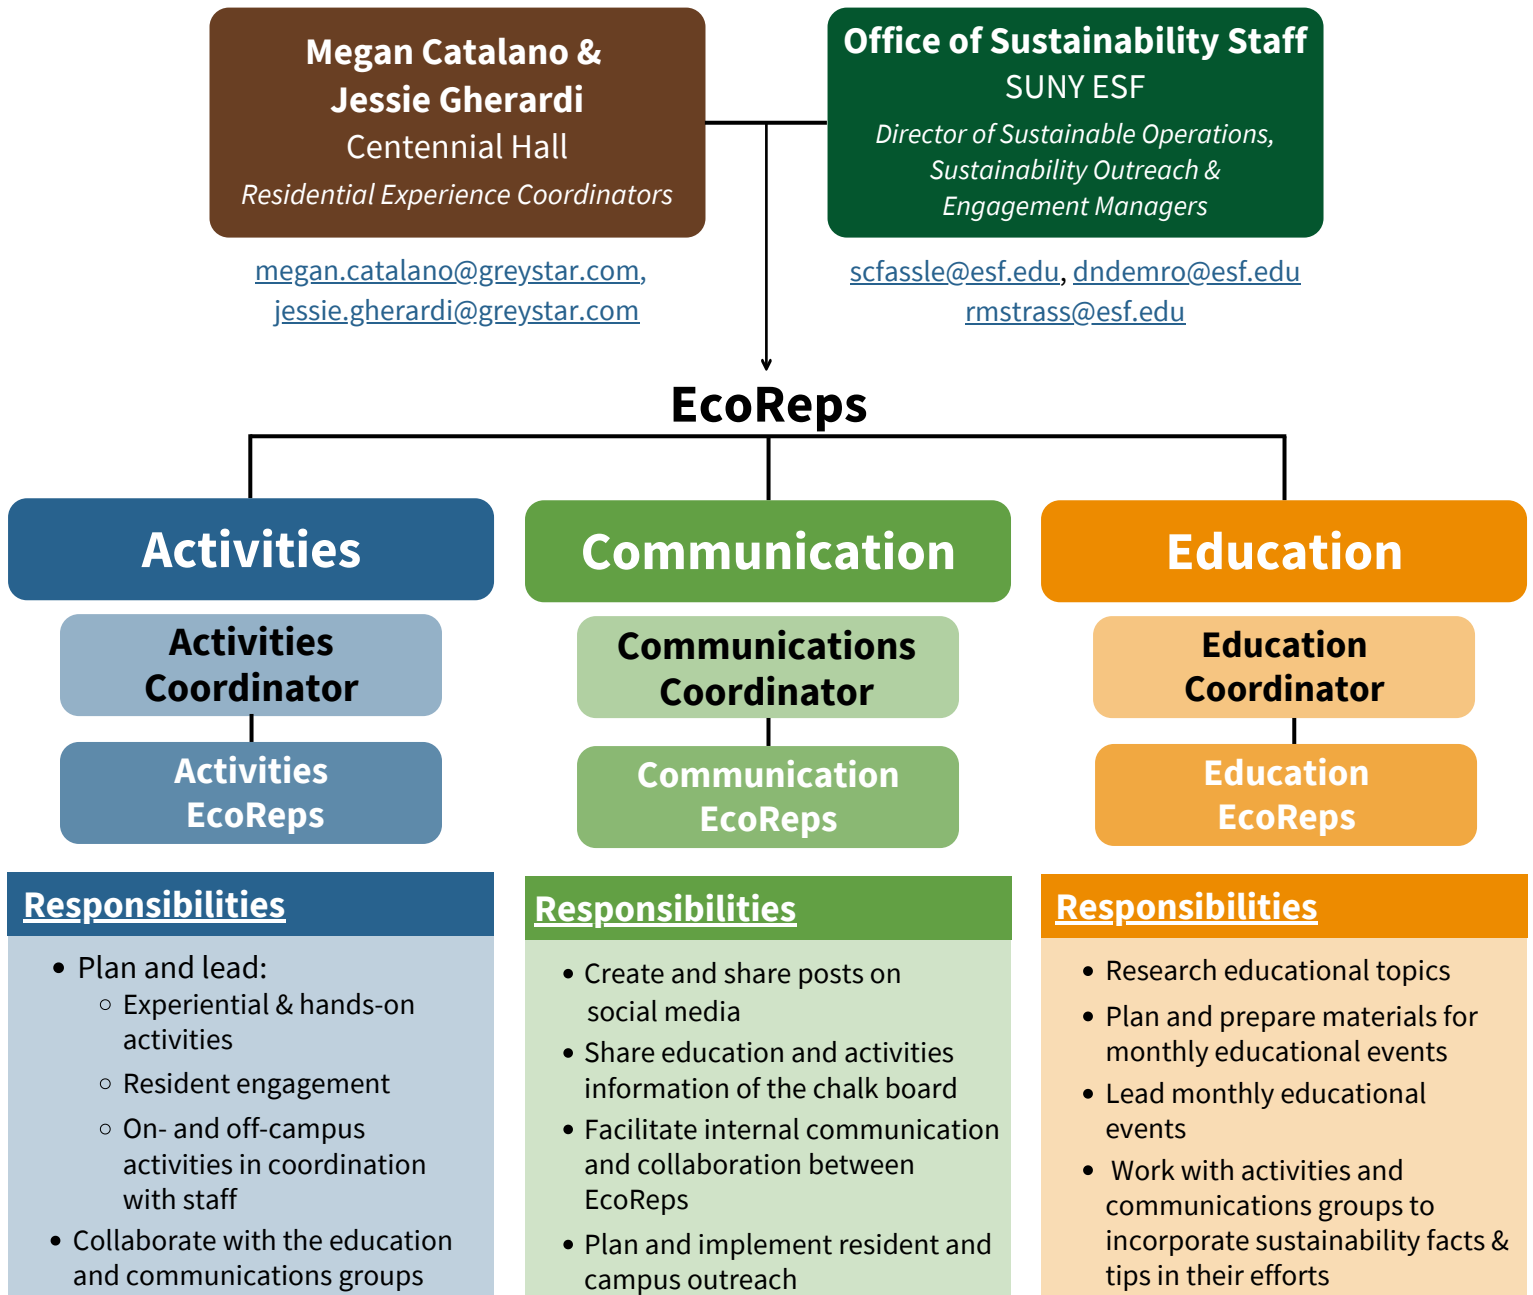 Megan Catalano &
Jessie Gherardi
Centennial Hall
Residential Experience Coordinators
megan.catalano@greystar.com,
jessie.gherardi@greystar.com
Office of Sustainability Staff
SUNY ESF
Director of Sustainable Operations,
Sustainability Outreach &
Engagement Managers
scfassle@esf.edu, dndemro@esf.edu
rmstrass@esf.edu
EcoReps
Activities
Activities
Coordinator
Activities
EcoReps
Responsibilities
• Plan and lead:
◦ Experiential & hands-on
activities
◦ Resident engagement
◦ On- and off-campus
activities in coordination
with staff
• Collaborate with the education
and communications groups
Communication
Communications
Coordinator
Communication
EcoReps
Responsibilities
• Create and share posts on
social media
• Share education and activities
information of the chalk board
• Facilitate internal communication
and collaboration between
EcoReps
• Plan and implement resident and
campus outreach
Education
Education
Coordinator
Education
EcoReps
Responsibilities
• Research educational topics
• Plan and prepare materials for
monthly educational events
• Lead monthly educational
events
• Work with activities and
communications groups to
incorporate sustainability facts &
tips in their efforts